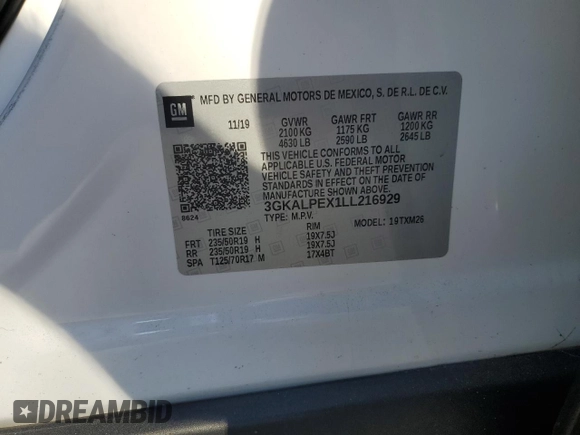 GM
MFD BY GENERAL MOTORS DE MEXICO, S. DE R.L. DE C.V.
11/19 GVWR GAWR FRT GAWR RR
2100 KG 1175 KG 1200 KG
4630 LB 2590 LB 2645 LB
THIS VEHICLE CONFORMS TO ALL
APPLICABLE U.S. FEDERAL MOTOR
VEHICLE SAFETY, BUMPER, AND THEFT
PREVENTION STANDARDS IN EFFECT ON
THE DATE OF MANUFACTURE SHOWN ABOVE.
3GKALPEX1LL216929
TYPE: M.P.V. MODEL: 19TXM26
8624
TIRE SIZE RIM
FRT 235/50R19 H 19X7.5J
RR 235/50R19 H 19X7.5J
SPA T125/70R17 M 17X4BT
DREAMBID